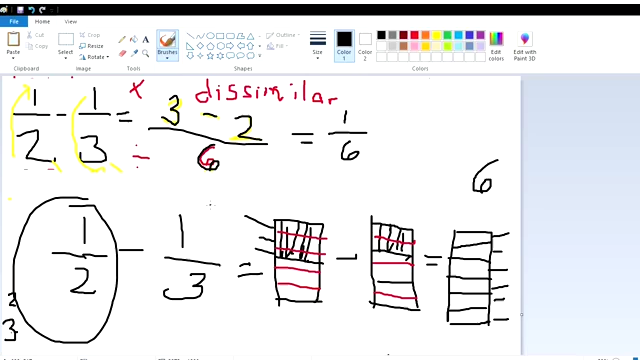 File Home View
Paste Cut Copy
Select Crop Resize Rotate
Brushes
Size Color 1 Color 2 Edit colors Edit with Paint 3D
Clipboard Image Tools Shapes Colors
× dissimilar
1/2 - 1/3 = 3 - 2 / 6 = 1/6
÷
6
1/2 - 1/3 = - =
2
3